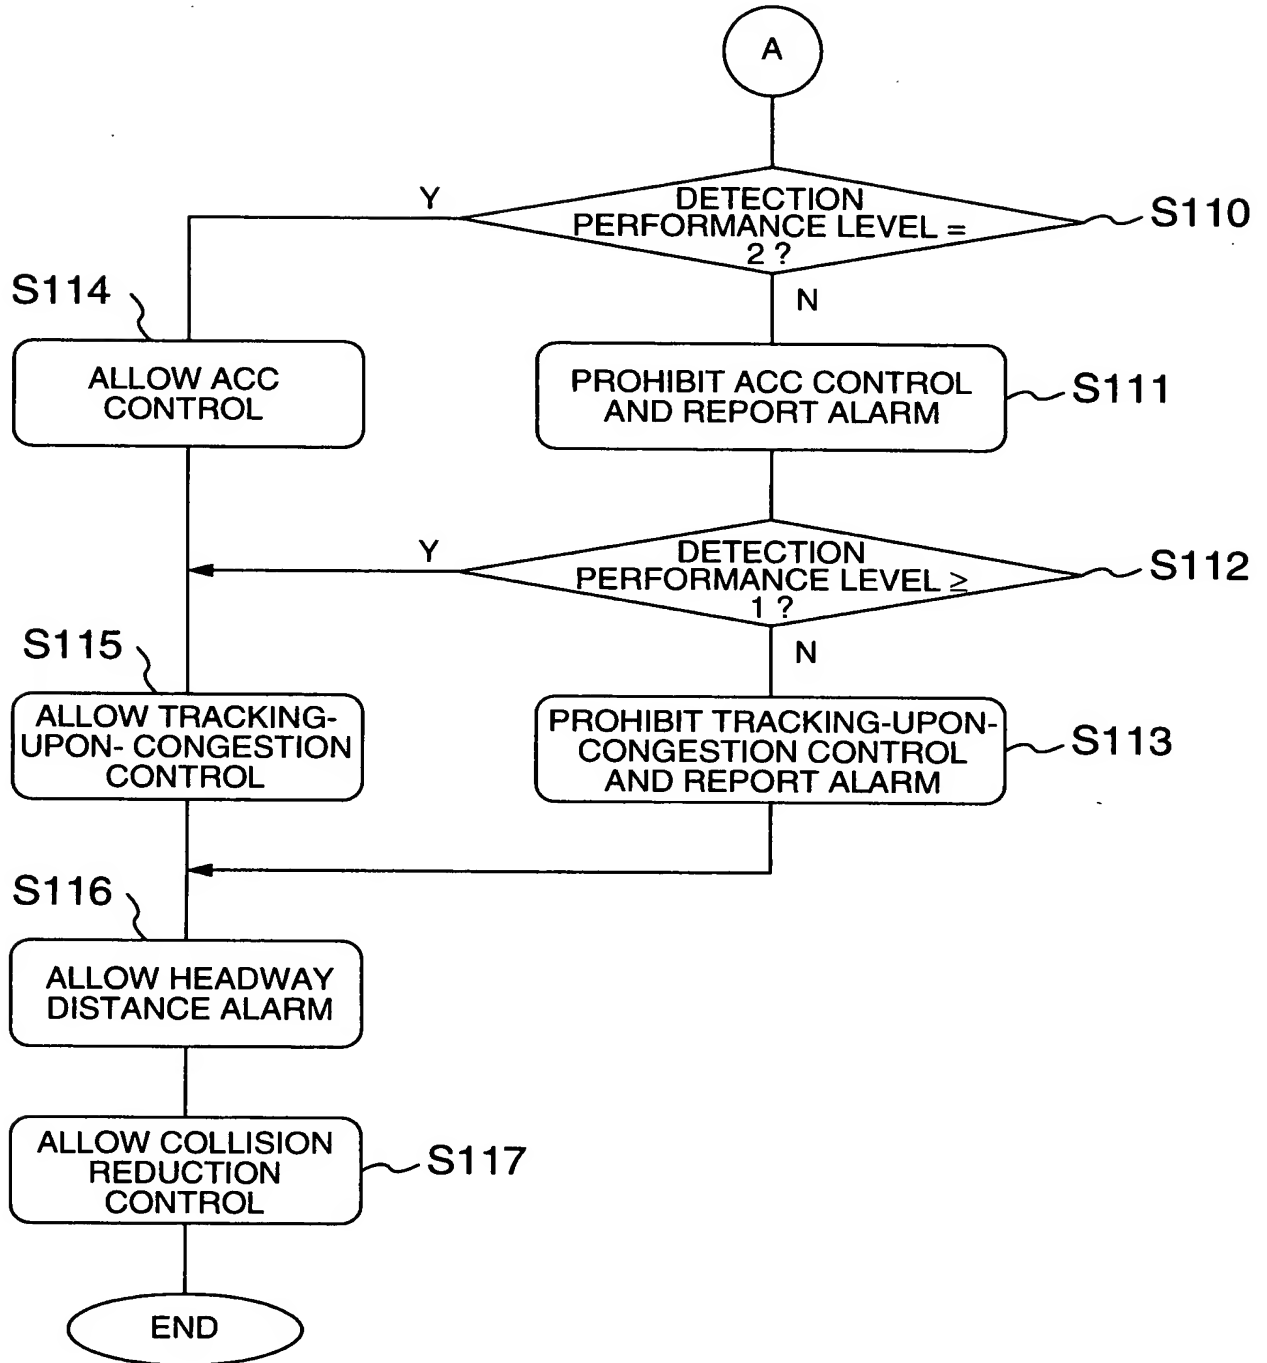 A
Y
DETECTION
PERFORMANCE LEVEL =
2 ?
S110
N
S114
ALLOW ACC
CONTROL
PROHIBIT ACC CONTROL
AND REPORT ALARM
S111
Y
DETECTION
PERFORMANCE LEVEL ≥
1 ?
S112
N
S115
ALLOW TRACKING-
UPON- CONGESTION
CONTROL
PROHIBIT TRACKING-UPON-
CONGESTION CONTROL
AND REPORT ALARM
S113
S116
ALLOW HEADWAY
DISTANCE ALARM
ALLOW COLLISION
REDUCTION
CONTROL
S117
END